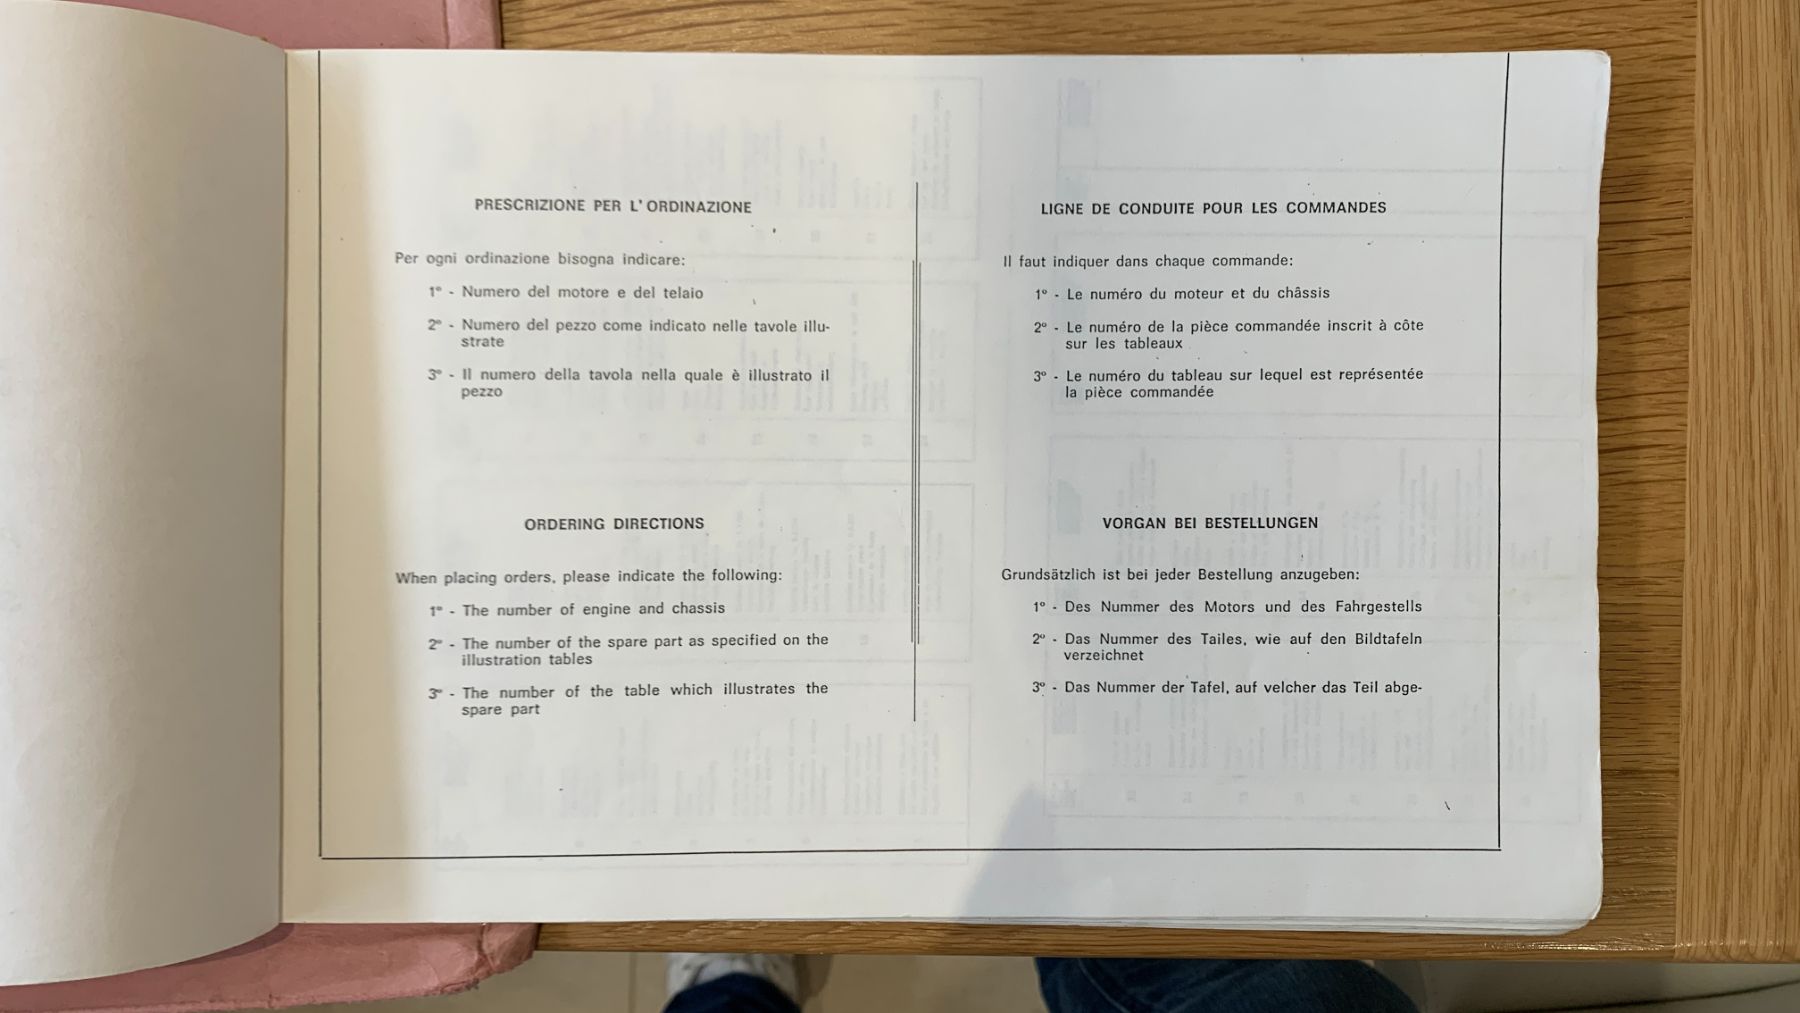 PRESCRIZIONE PER L'ORDINAZIONE
Per ogni ordinazione bisogna indicare:
1° - Numero del motore e del telaio
2° - Numero del pezzo come indicato nelle tavole illu-
strate
3° - Il numero della tavola nella quale è illustrato il
pezzo
ORDERING DIRECTIONS
When placing orders, please indicate the following:
1° - The number of engine and chassis
2° - The number of the spare part as specified on the
illustration tables
3° - The number of the table which illustrates the
spare part
LIGNE DE CONDUITE POUR LES COMMANDES
Il faut indiquer dans chaque commande:
1° - Le numéro du moteur et du châssis
2° - Le numéro de la pièce commandée inscrit à côte
sur les tableaux
3° - Le numéro du tableau sur lequel est représentée
la pièce commandée
VORGAN BEI BESTELLUNGEN
Grundsätzlich ist bei jeder Bestellung anzugeben:
1° - Des Nummer des Motors und des Fahrgestells
2° - Das Nummer des Tailes, wie auf den Bildtafeln
verzeichnet
3° - Das Nummer der Tafel, auf velcher das Teil abge-